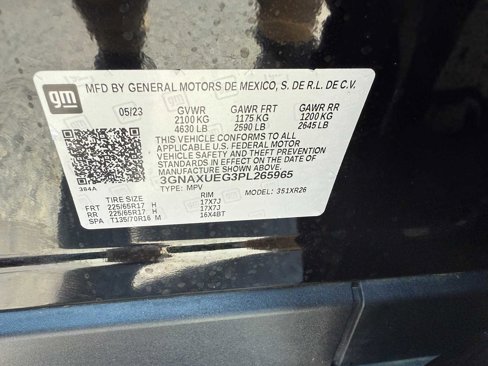 gm
MFD BY GENERAL MOTORS DE MEXICO, S. DE R.L. DE C.V.
05/23 GVWR GAWR FRT GAWR RR
2100 KG 1175 KG 1200 KG
4630 LB 2590 LB 2645 LB
THIS VEHICLE CONFORMS TO ALL
APPLICABLE U.S. FEDERAL MOTOR
VEHICLE SAFETY AND THEFT PREVENTION
STANDARDS IN EFFECT ON THE DATE OF
MANUFACTURE SHOWN ABOVE.
3GNAXUEG3PL265965
384A TYPE: MPV MODEL: 351XR26
TIRE SIZE RIM
FRT 225/65R17 H 17X7J
RR 225/65R17 H 17X7J
SPA T135/70R16 M 16X4BT